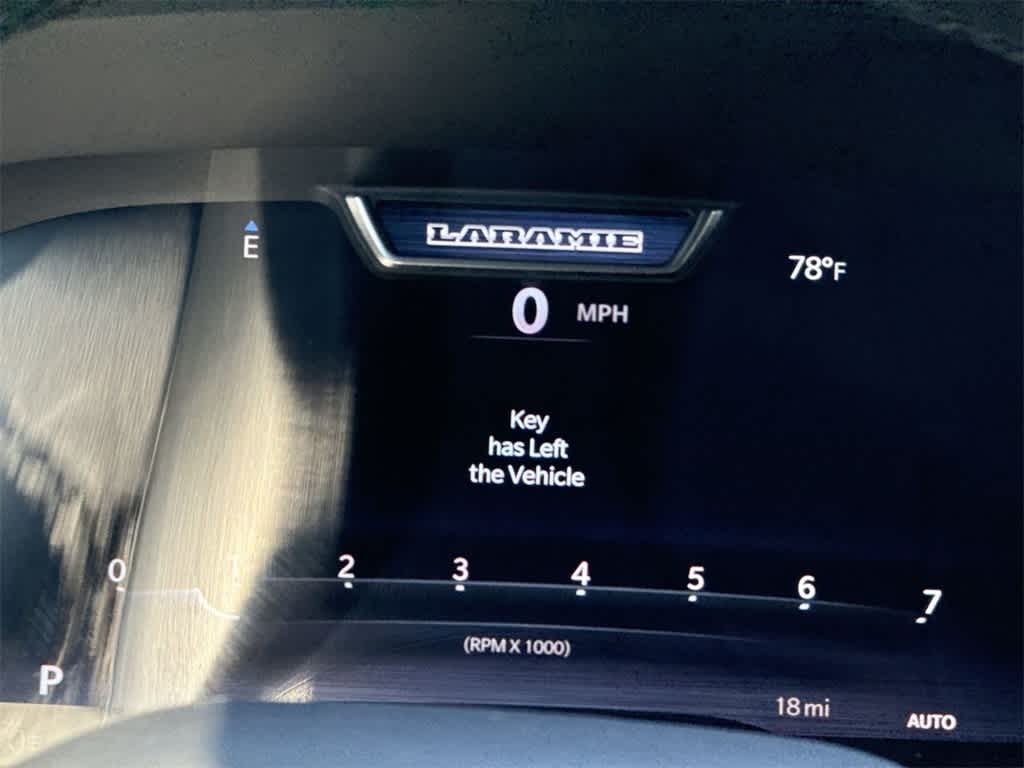 E
LARAMIE
78°F
0 MPH
Key
has Left
the Vehicle
0 1 2 3 4 5 6 7
(RPM X 1000)
P
18 mi
AUTO